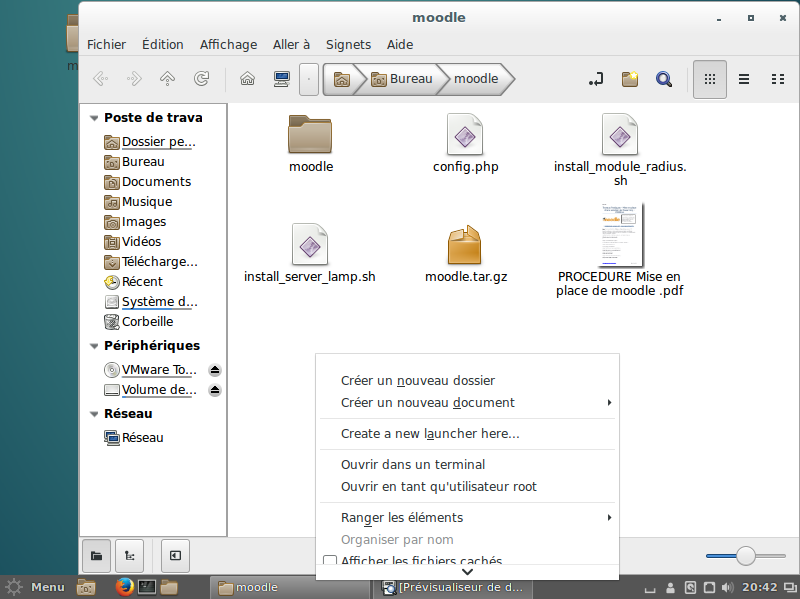 moodle
Fichier Édition Affichage Aller à Signets Aide
Bureau moodle
Poste de trava
Dossier pe...
Bureau
Documents
Musique
Images
Vidéos
Télécharge...
Récent
Système d...
Corbeille
Périphériques
VMware To...
Volume de...
Réseau
Réseau
moodle
config.php
install_module_radius.
sh
install_server_lamp.sh
moodle.tar.gz
PROCEDURE Mise en
place de moodle .pdf
Créer un nouveau dossier
Créer un nouveau document
Create a new launcher here...
Ouvrir dans un terminal
Ouvrir en tant qu'utilisateur root
Ranger les éléments
Organiser par nom
Afficher les fichiers cachés
Menu
moodle
[Prévisualiseur de d...
20:42